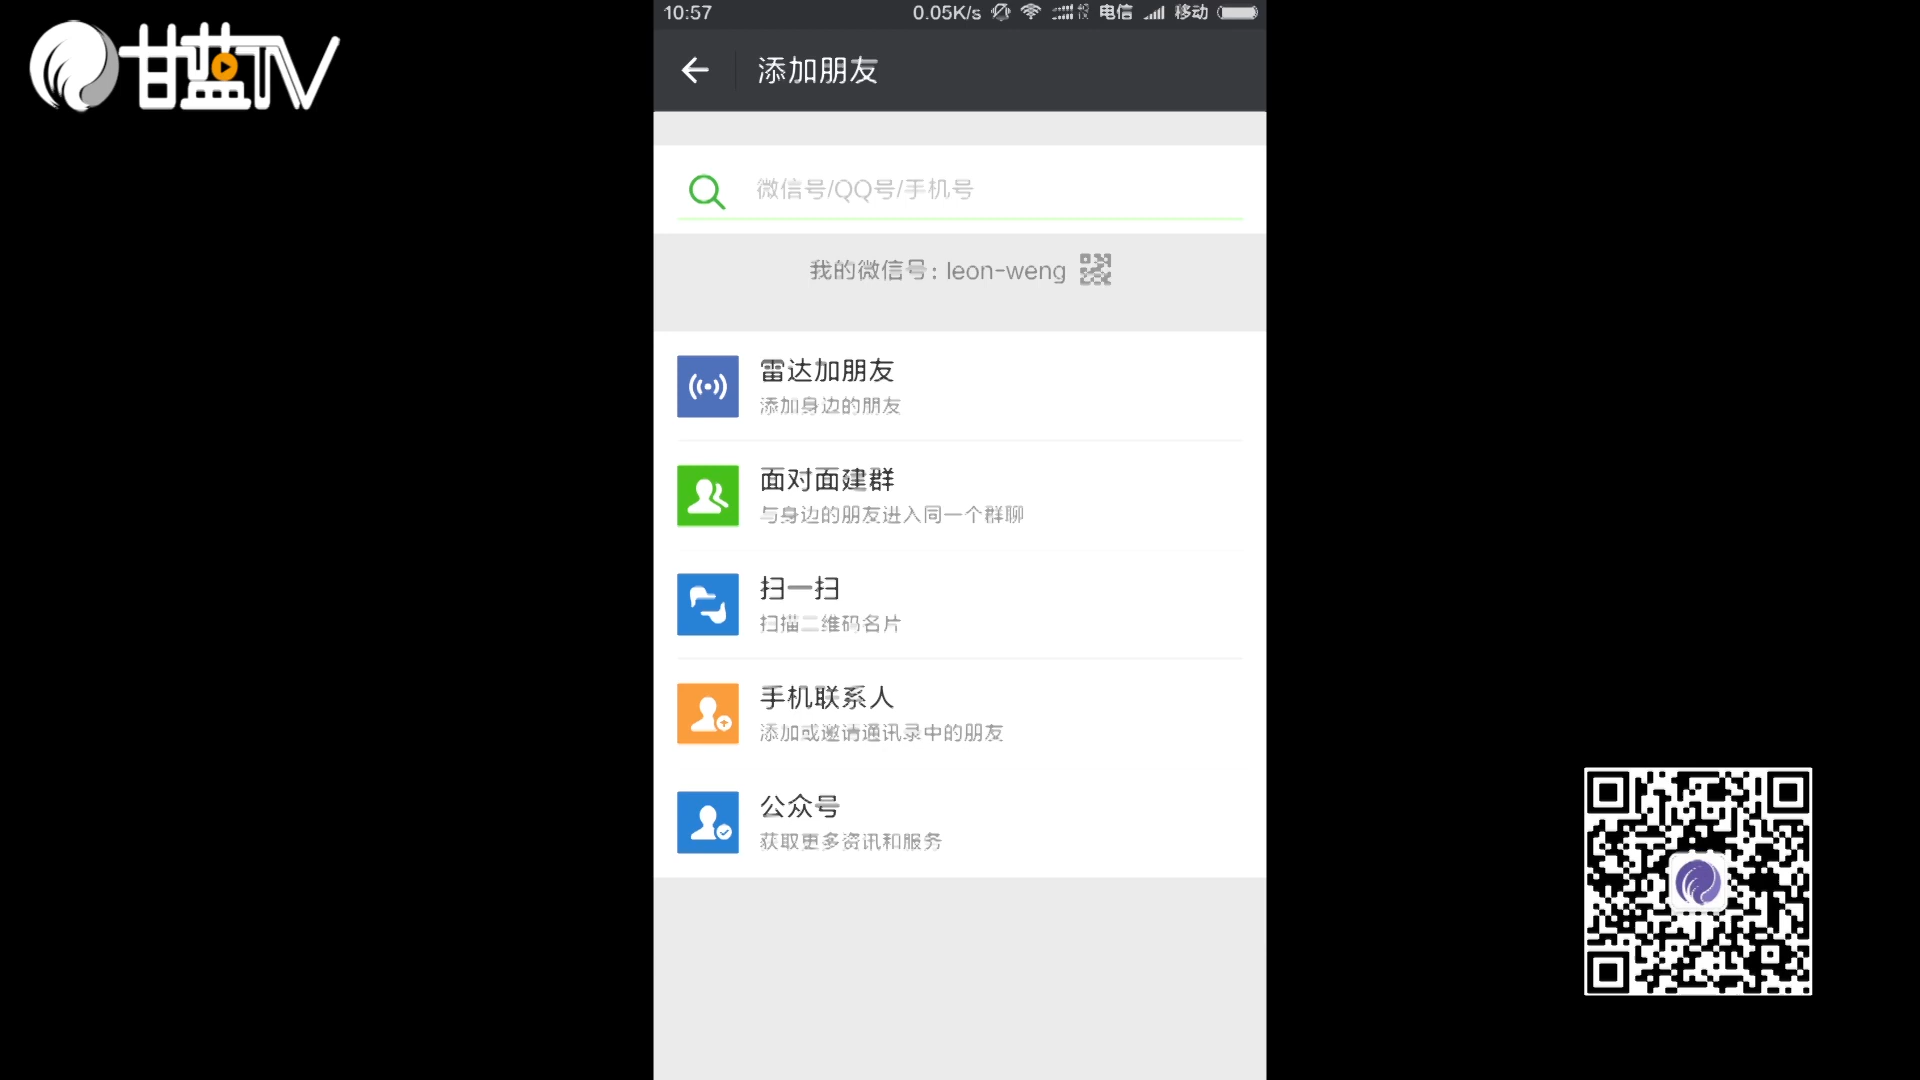 甘蓝TV
10:57
0.05K/s 电信 移动
添加朋友
微信号/QQ号/手机号
我的微信号: leon-weng
雷达加朋友
添加身边的朋友
面对面建群
与身边的朋友进入同一个群聊
扫一扫
扫描二维码名片
手机联系人
添加或邀请通讯录中的朋友
公众号
获取更多资讯和服务